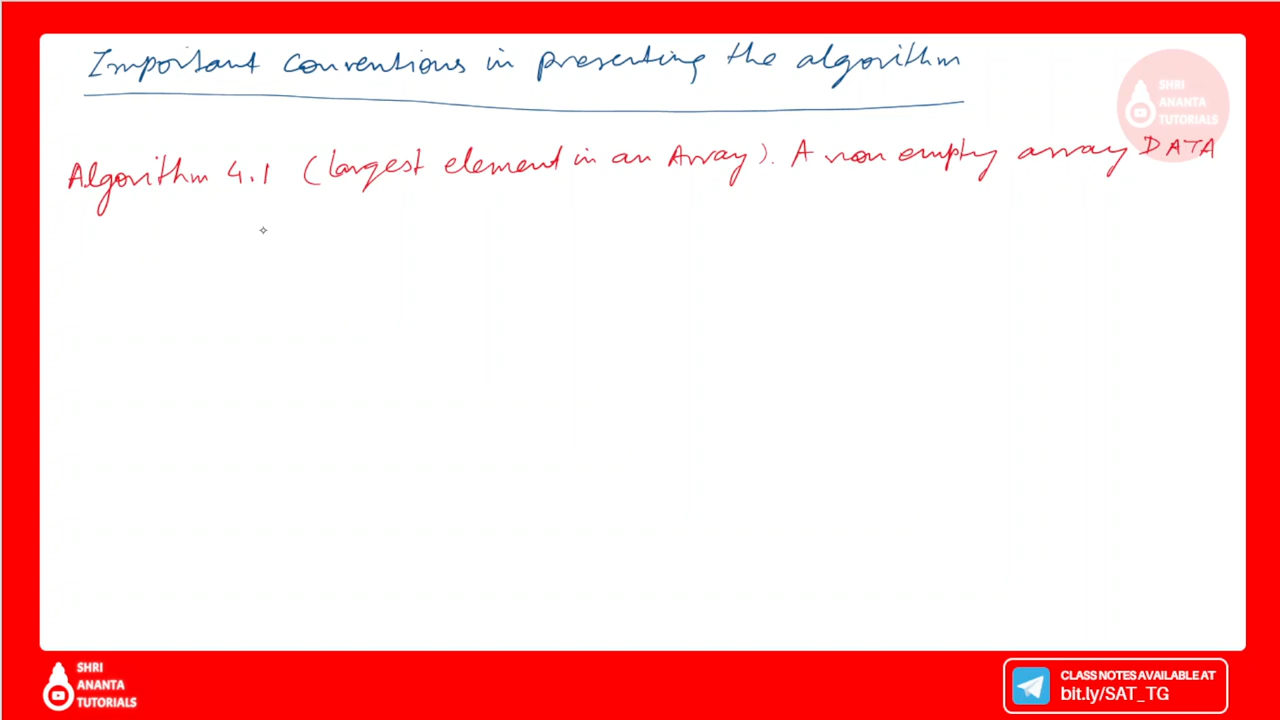 Important conventions in presenting the algorithm
Algorithm 4.1 (largest element in an Array). A non empty array DATA
SHRI
ANANTA
TUTORIALS
SHRI
ANANTA
TUTORIALS
CLASS NOTES AVAILABLE AT
bit.ly/SAT_TG